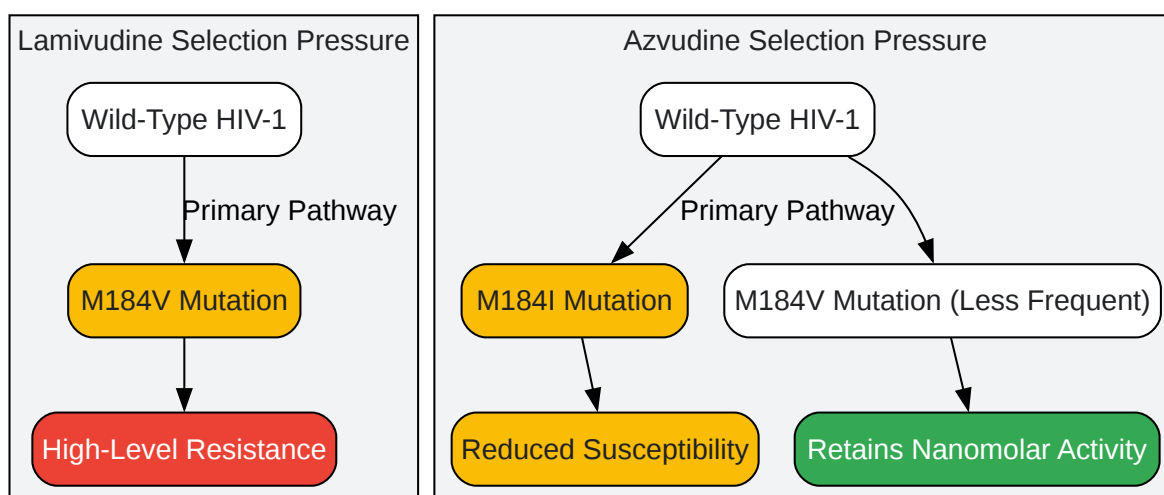 Lamivudine Selection Pressure
Wild-Type HIV-1
Primary Pathway
M184V Mutation
High-Level Resistance
Azvudine Selection Pressure
Wild-Type HIV-1
Primary Pathway
M184I Mutation
M184V Mutation (Less Frequent)
Reduced Susceptibility
Retains Nanomolar Activity